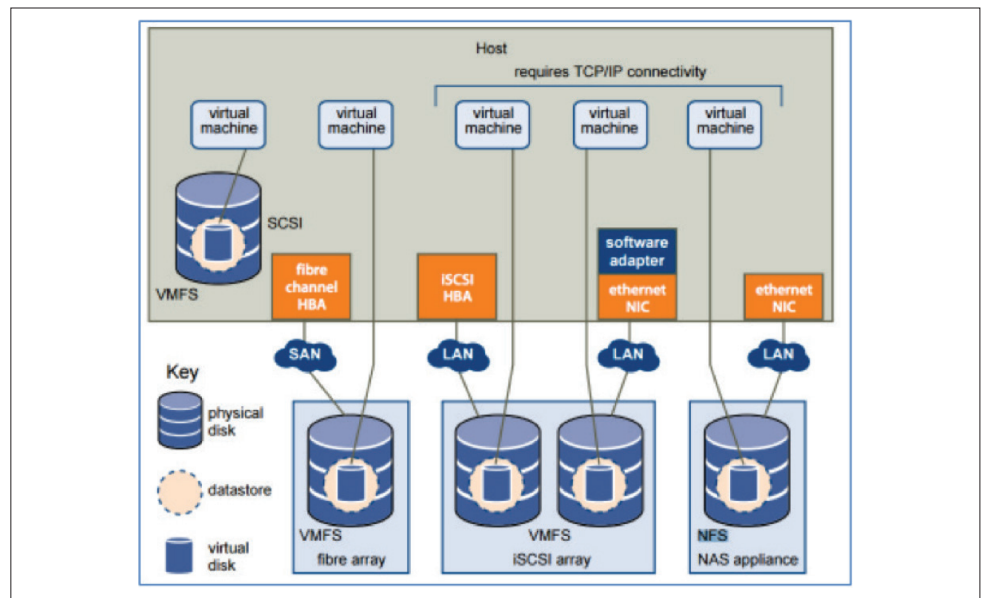 Host
requires TCP/IP connectivity
virtual
machine
virtual
machine
virtual
machine
virtual
machine
virtual
machine
SCSI
VMFS
fibre
channel
HBA
iSCSI
HBA
software
adapter
ethernet
NIC
ethernet
NIC
SAN
LAN
LAN
LAN
Key
physical
disk
datastore
virtual
disk
VMFS
fibre array
VMFS
iSCSI array
NFS
NAS appliance